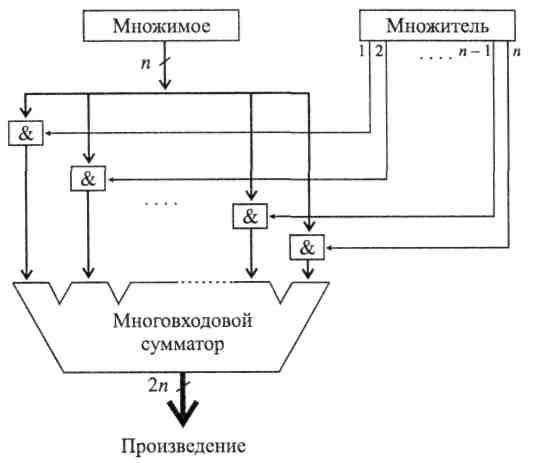 Множимое
Множитель
n
1 2 .... n – 1 n
&
&
....
&
&
Многовходовой
сумматор
2n
Произведение